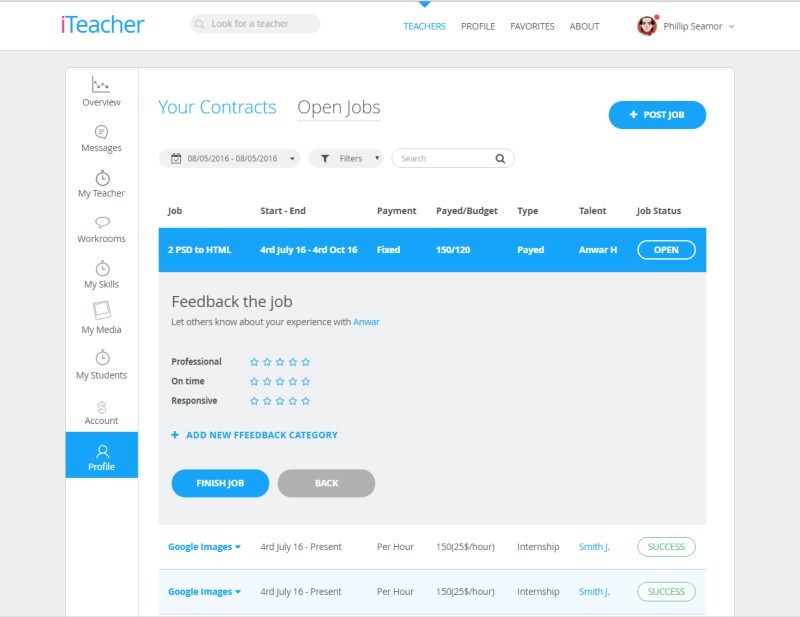 iTeacher
Look for a teacher
TEACHERS PROFILE FAVORITES ABOUT
Phillip Seamor
Overview
Messages
My Teacher
Workrooms
My Skills
My Media
My Students
Account
Profile
Your Contracts Open Jobs
+ POST JOB
08/05/2016 - 08/05/2016 Filters Search
Job Start - End Payment Payed/Budget Type Talent Job Status
2 PSD to HTML 4rd July 16 - 4rd Oct 16 Fixed 150/120 Payed Anwar H OPEN
Feedback the job
Let others know about your experience with Anwar
Professional
On time
Responsive
+ ADD NEW FFEEDBACK CATEGORY
FINISH JOB BACK
Google Images 4rd July 16 - Present Per Hour 150(25$/hour) Internship Smith J. SUCCESS
Google Images 4rd July 16 - Present Per Hour 150(25$/hour) Internship Smith J. SUCCESS